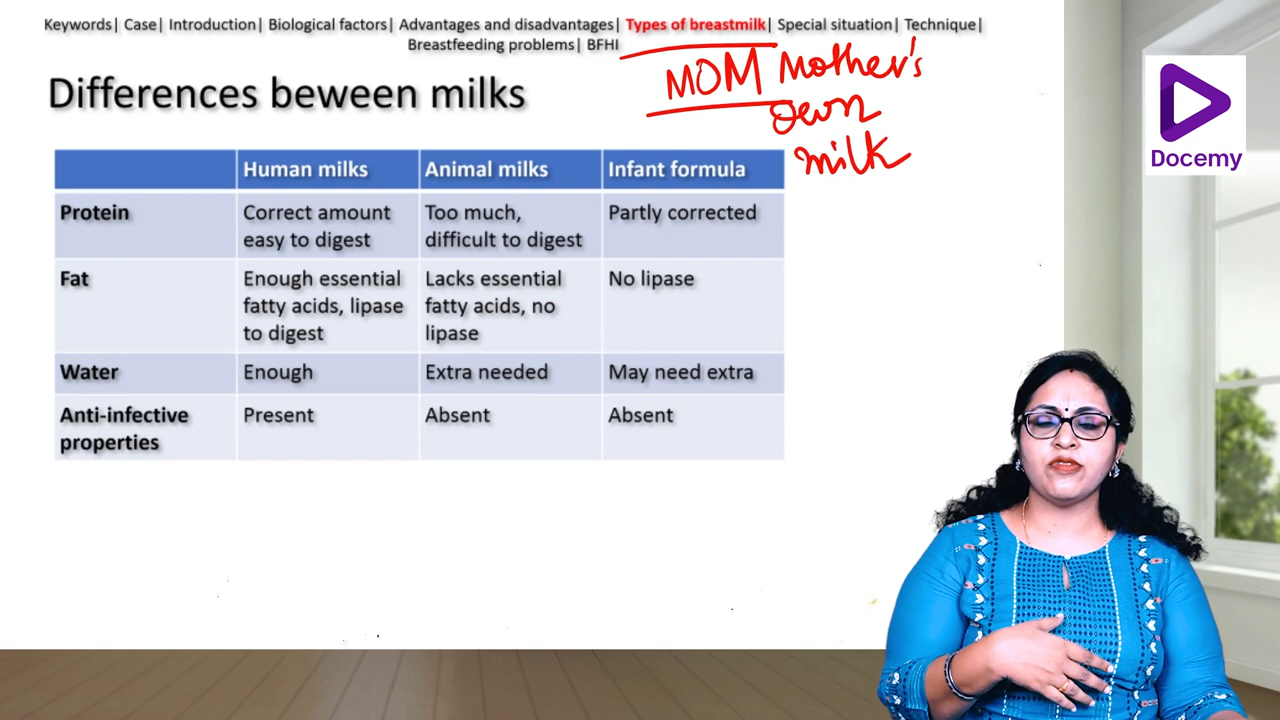 Keywords| Case| Introduction| Biological factors| Advantages and disadvantages| Types of breastmilk| Special situation| Technique|
Breastfeeding problems| BFHI
Differences beween milks
MOM Mother's
own
milk
Docemy
Human milks Animal milks Infant formula
Protein Correct amount Too much, Partly corrected
easy to digest difficult to digest
Fat Enough essential Lacks essential No lipase
fatty acids, lipase fatty acids, no
to digest lipase
Water Enough Extra needed May need extra
Anti-infective Present Absent Absent
properties